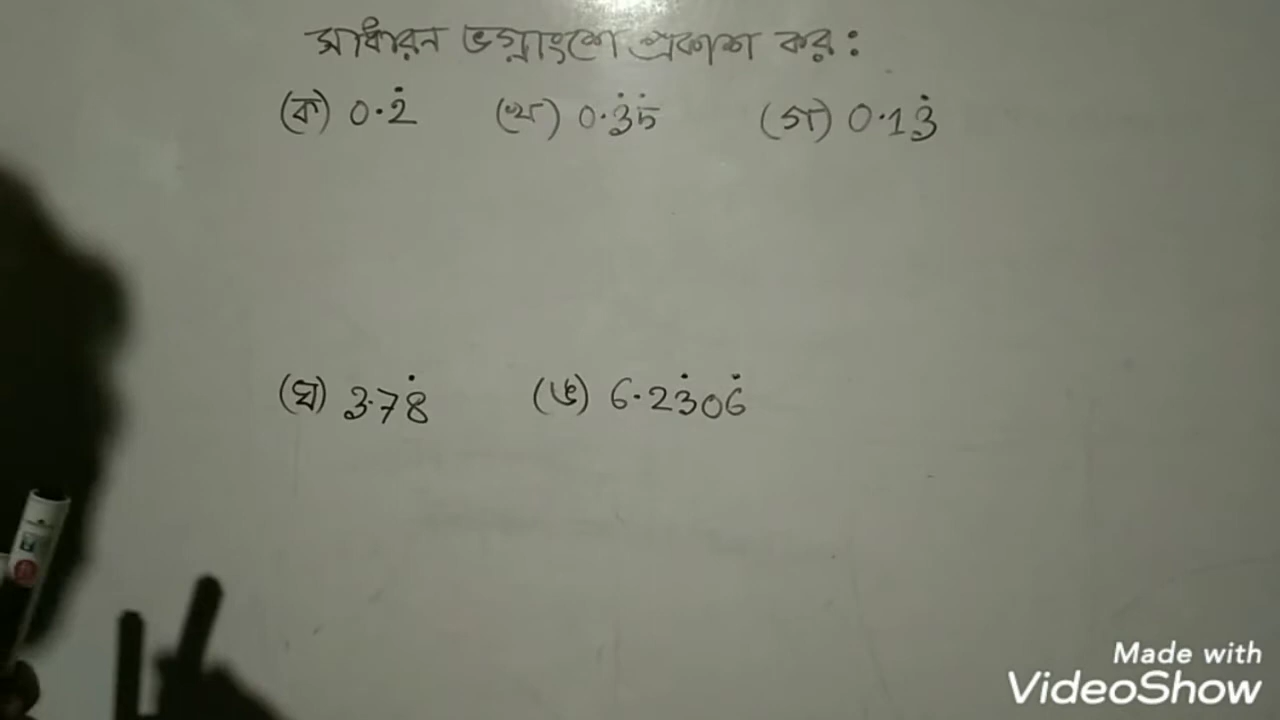 সাধারন ভগ্নাংশে প্রকাশ কর :
(ক) 0.2̇ (খ) 0.3̇5̇ (গ) 0.13̇
(ঘ) 3.78̇ (ঙ) 6.23̇06̇
Made with
VideoShow